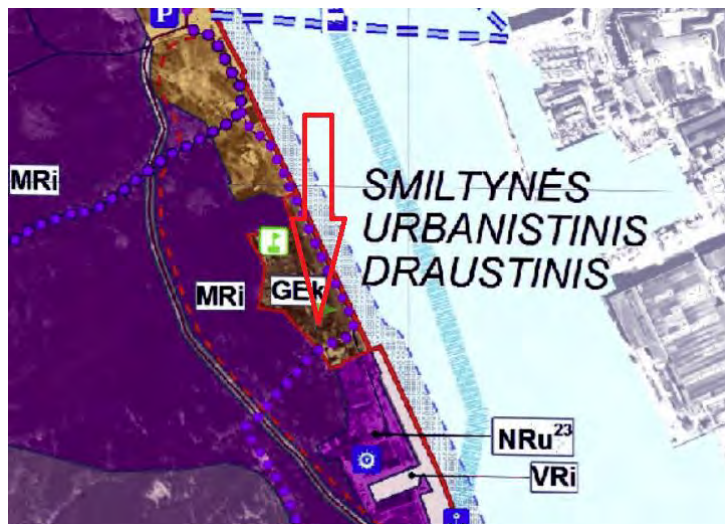 P
MRi
SMILTYNĖS
URBANISTINIS
DRAUSTINIS
MRi
GEk
NRu²³
VRi